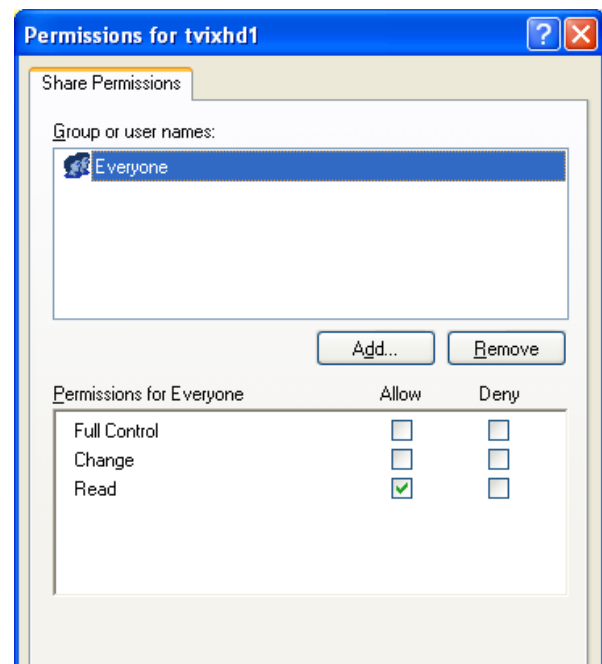 Permissions for tvixhd1
Share Permissions
Group or user names:
Everyone
Add... Remove
Permissions for Everyone Allow Deny
Full Control
Change
Read